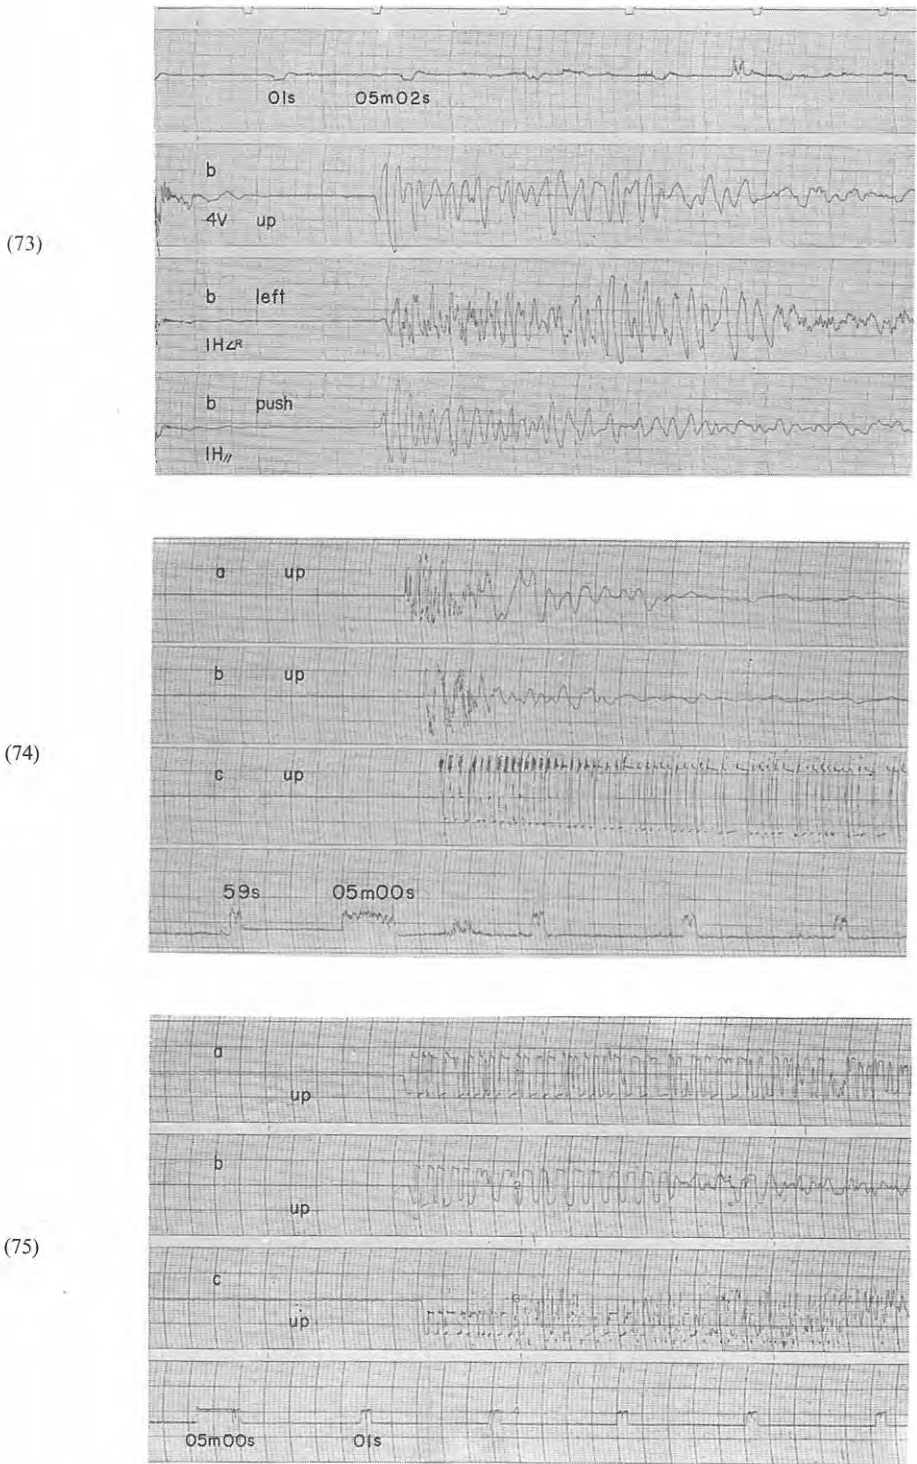 01s 05m02s
b
4V up
(73)
b left
1H∠R
b push
1H//
a up
b up
(74)
c up
59s 05m00s
a
up
b
up
(75)
c
up
05m00s 01s